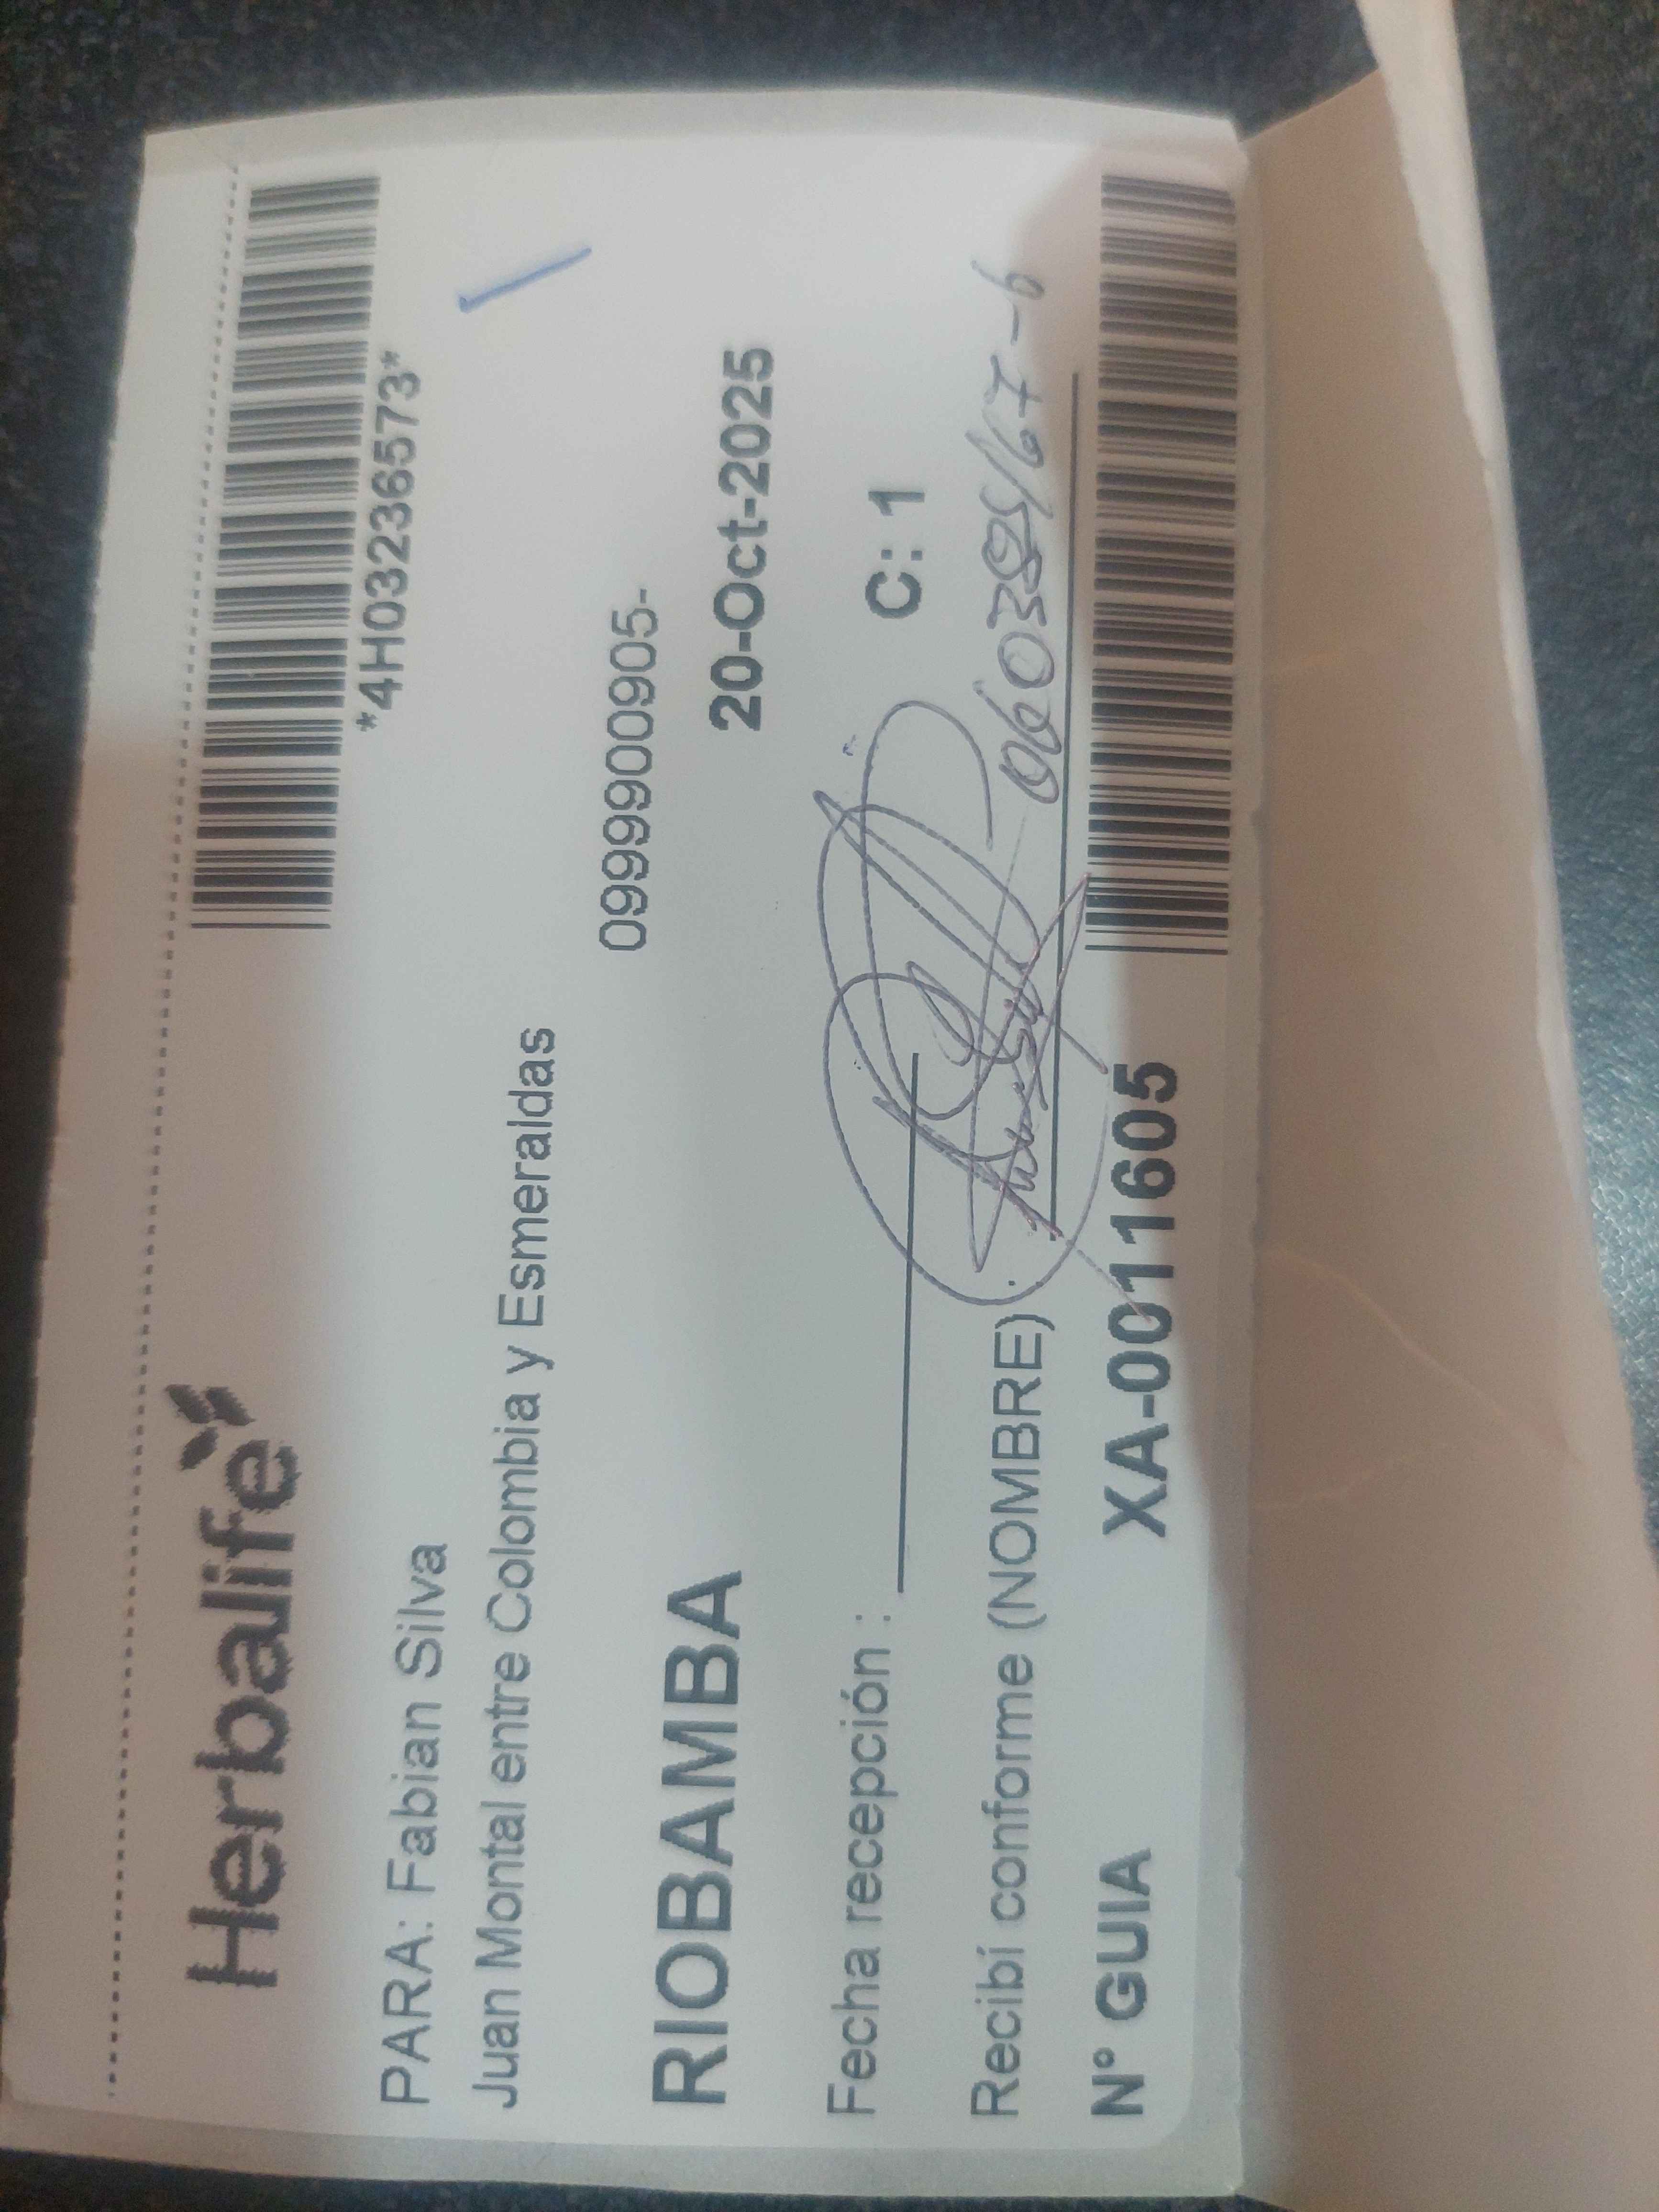 Herbalife
*4H03236573*
PARA: Fabian Silva
Juan Montal entre Colombia y Esmeraldas
0999900905-
RIOBAMBA 20-Oct-2025
Fecha recepción : C: 1
Recibí conforme (NOMBRE)
N° GUIA XA-0011605